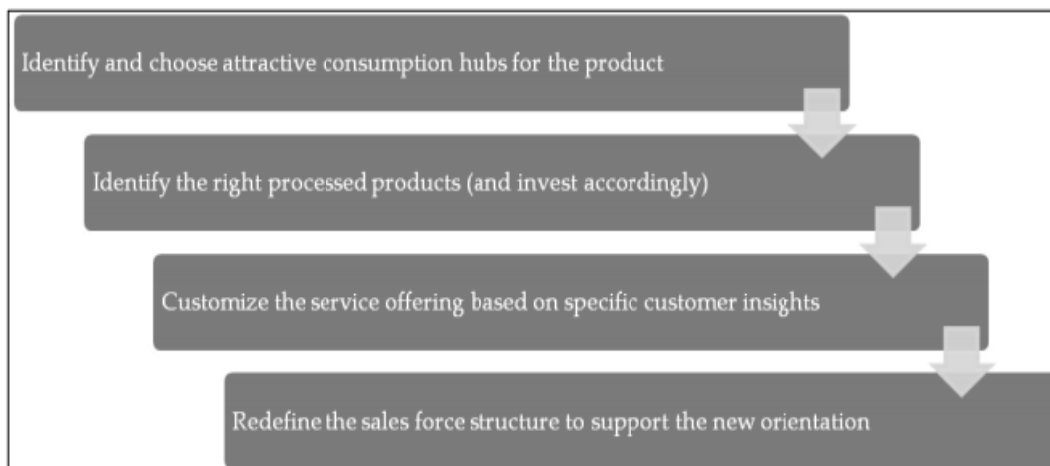 Identify and choose attractive consumption hubs for the product
Identify the right processed products (and invest accordingly)
Customize the service offering based on specific customer insights
Redefine the sales force structure to support the new orientation